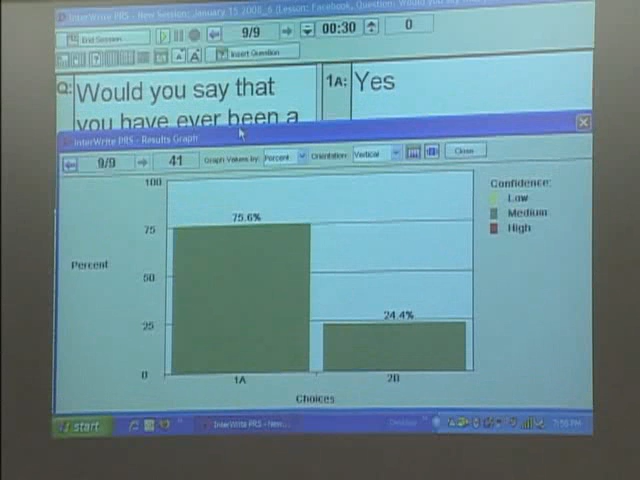 InterWrite PRS - New Session: January 15 2008_6 (Lesson: Facebook, Question: Would you say
End Session
9/9
00:30
0
Insert Question
Q:
Would you say that
you have ever been a
1A:
Yes
InterWrite PRS - Results Graph
9/9
41
Graph Values by:
Percent
Orientation:
Vertical
Close
100
75
50
25
0
Percent
75.6%
24.4%
1A
2B
Choices
Confidence:
Low
Medium
High
start
InterWrite PRS - New...
Desktop
7:56 PM